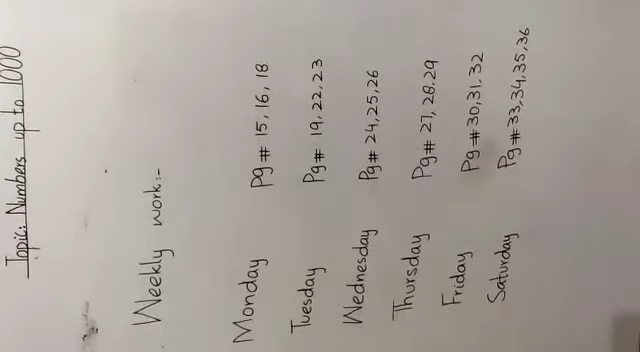 Topic: Numbers up to 1000
Weekly work:-
Monday Pg # 15, 16, 18
Tuesday Pg # 19, 22, 23
Wednesday Pg # 24, 25, 26
Thursday Pg # 27, 28, 29
Friday Pg # 30, 31, 32
Saturday Pg # 33, 34, 35, 36